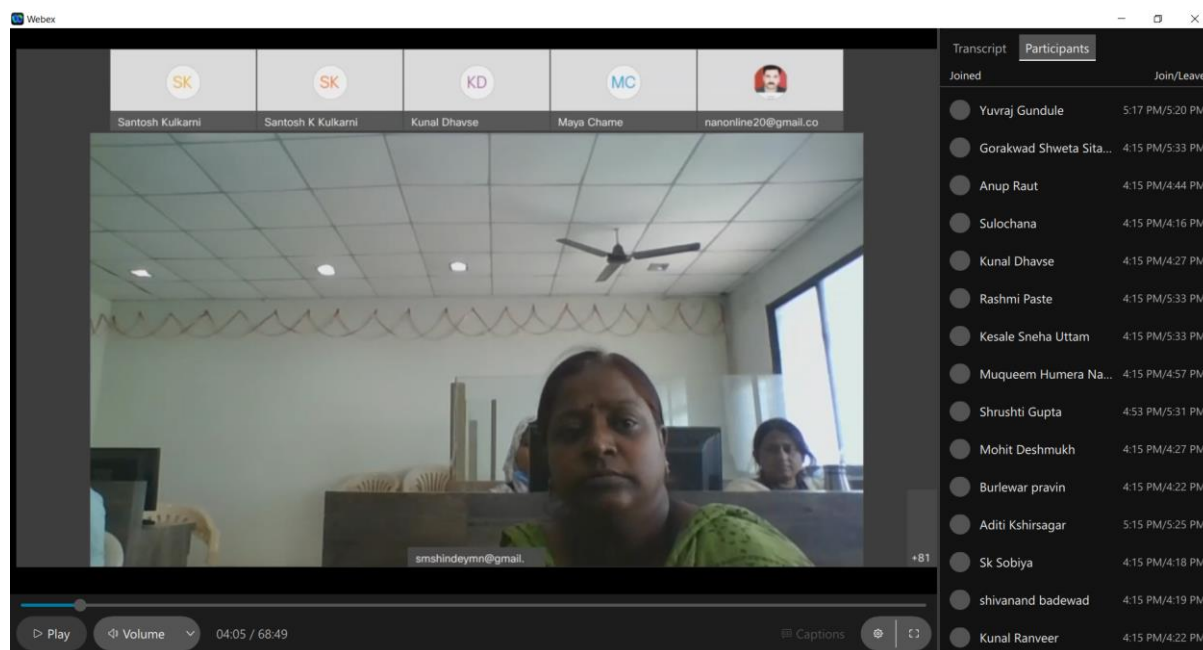 Webex
SK SK KD MC
Santosh Kulkarni Santosh K Kulkarni Kunal Dhavse Maya Chame nanonline20@gmail.co
smshindeymn@gmail.
+81
Play Volume 04:05 / 68:49 Captions
Transcript Participants
Joined Join/Leave
Yuvraj Gundule 5:17 PM/5:20 PM
Gorakwad Shweta Sita... 4:15 PM/5:33 PM
Anup Raut 4:15 PM/4:44 PM
Sulochana 4:15 PM/4:16 PM
Kunal Dhavse 4:15 PM/4:27 PM
Rashmi Paste 4:15 PM/5:33 PM
Kesale Sneha Uttam 4:15 PM/5:33 PM
Muqueem Humera Na... 4:15 PM/4:57 PM
Shrushti Gupta 4:53 PM/5:31 PM
Mohit Deshmukh 4:15 PM/4:27 PM
Burlewar pravin 4:15 PM/4:22 PM
Aditi Kshirsagar 5:15 PM/5:25 PM
Sk Sobiya 4:15 PM/4:18 PM
shivanand badewad 4:15 PM/4:19 PM
Kunal Ranveer 4:15 PM/4:22 PM